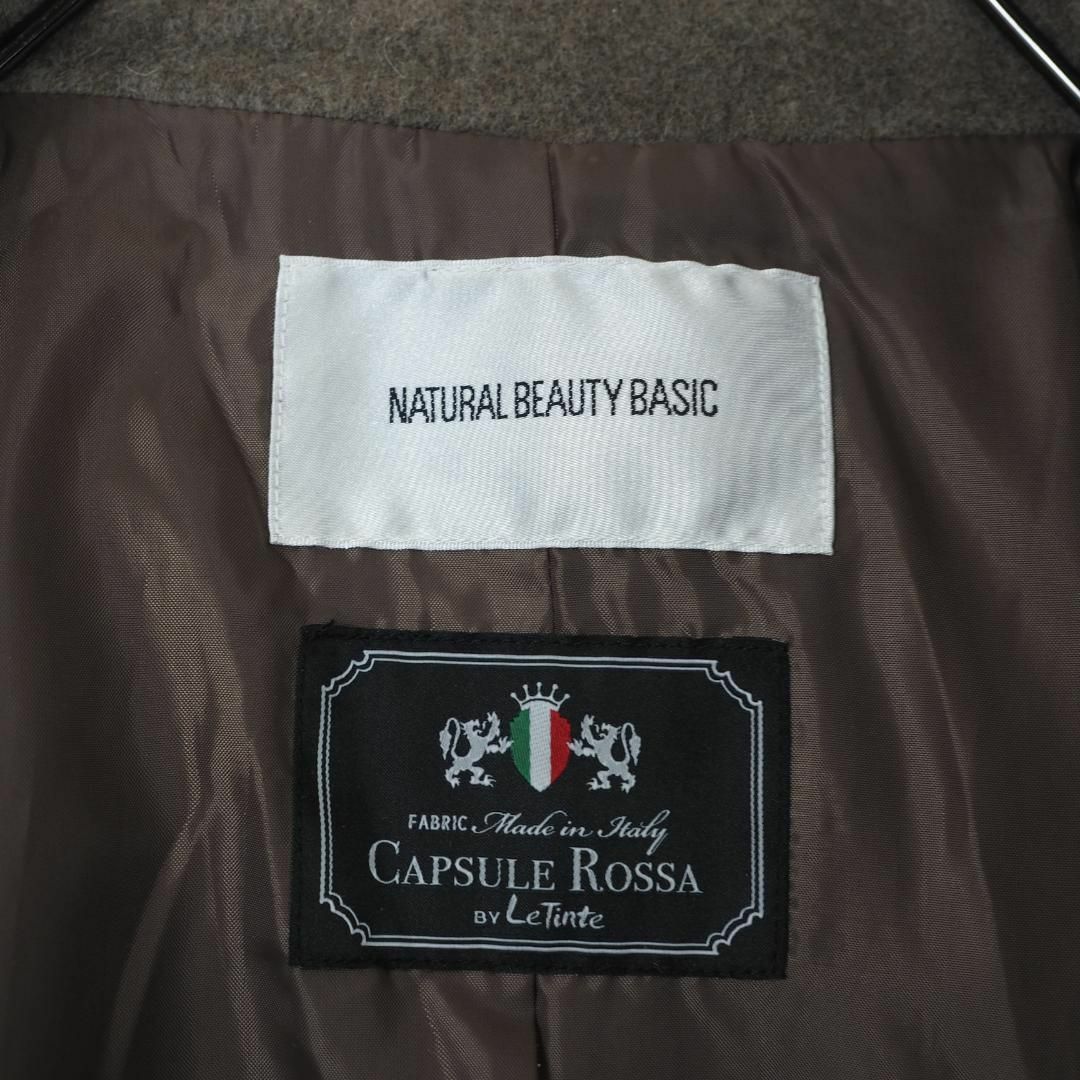 NATURAL BEAUTY BASIC
FABRIC Made in Italy
CAPSULE ROSSA
BY LeTinte